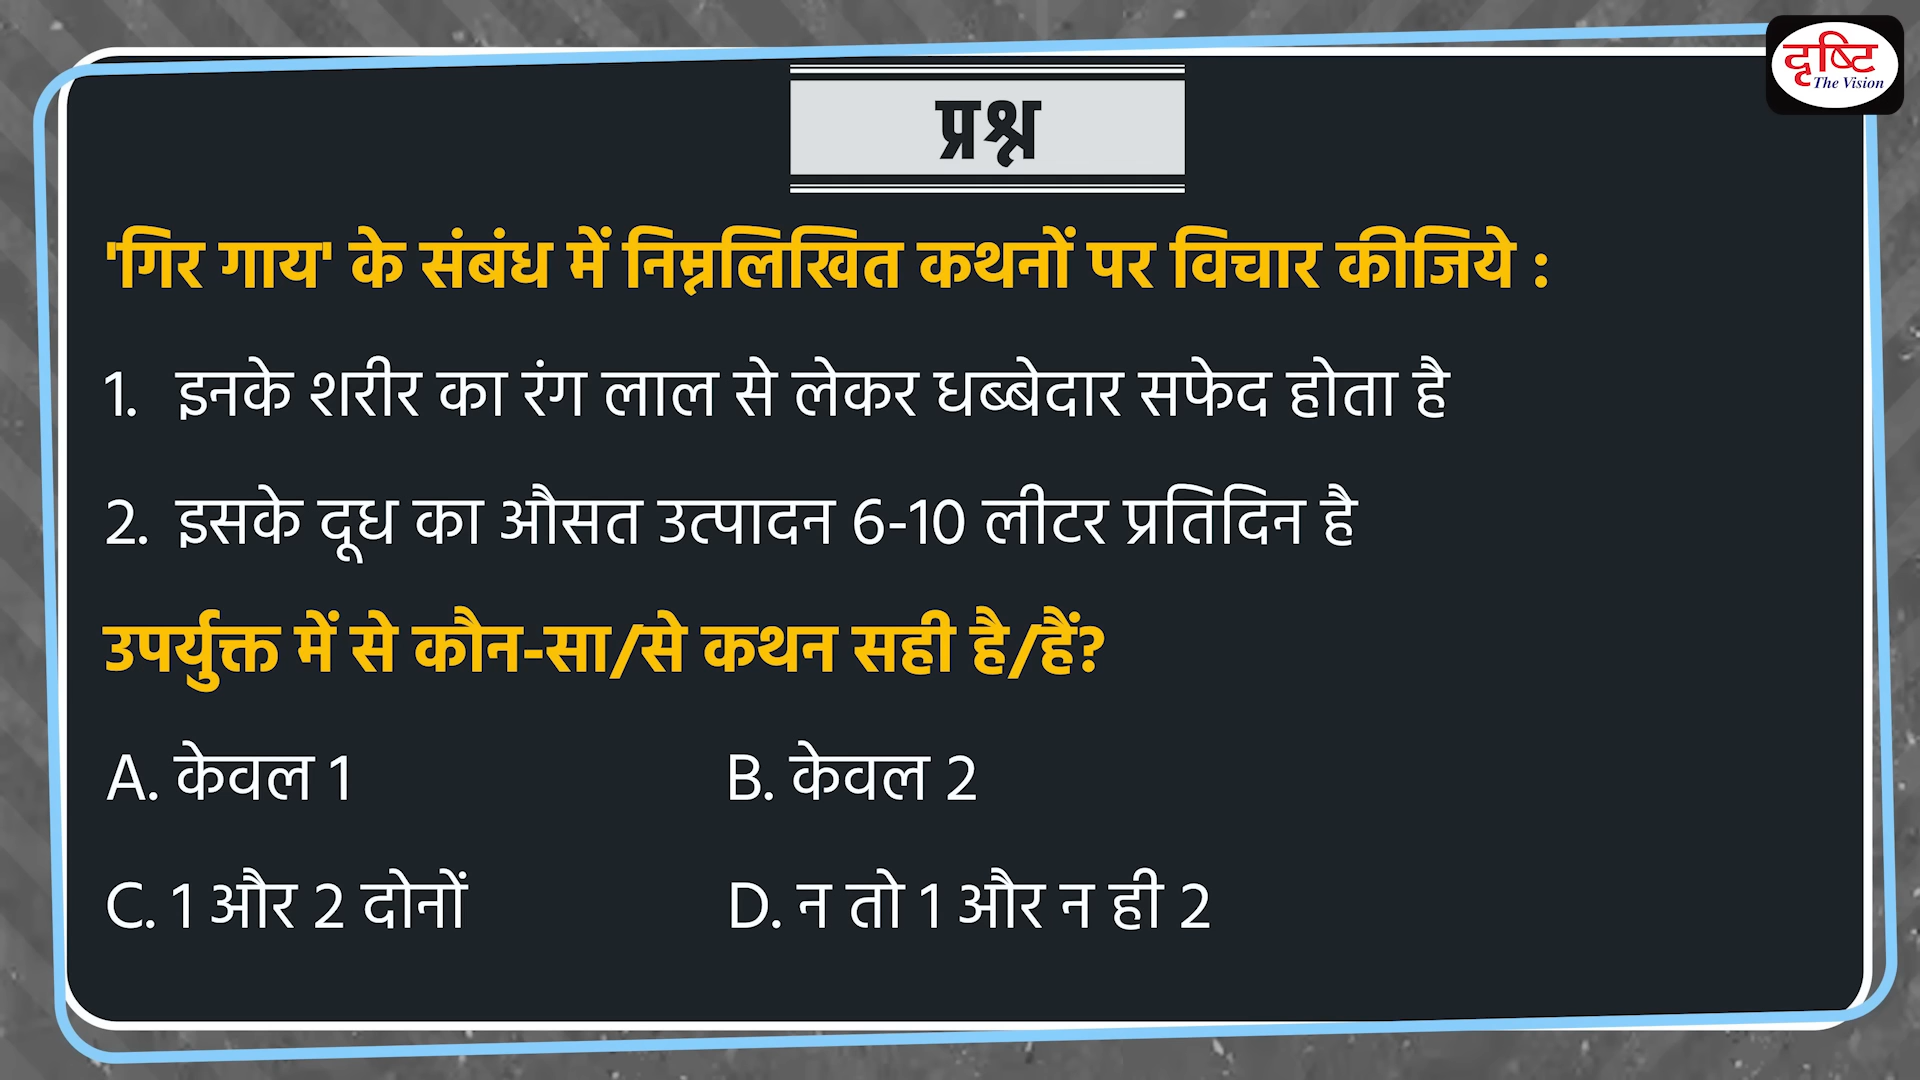 दृष्टि
The Vision
प्रश्न
'गिर गाय' के संबंध में निम्नलिखित कथनों पर विचार कीजिये :
1. इनके शरीर का रंग लाल से लेकर धब्बेदार सफेद होता है
2. इसके दूध का औसत उत्पादन 6-10 लीटर प्रतिदिन है
उपर्युक्त में से कौन-सा/से कथन सही है/हैं?
A. केवल 1 B. केवल 2
C. 1 और 2 दोनों D. न तो 1 और न ही 2